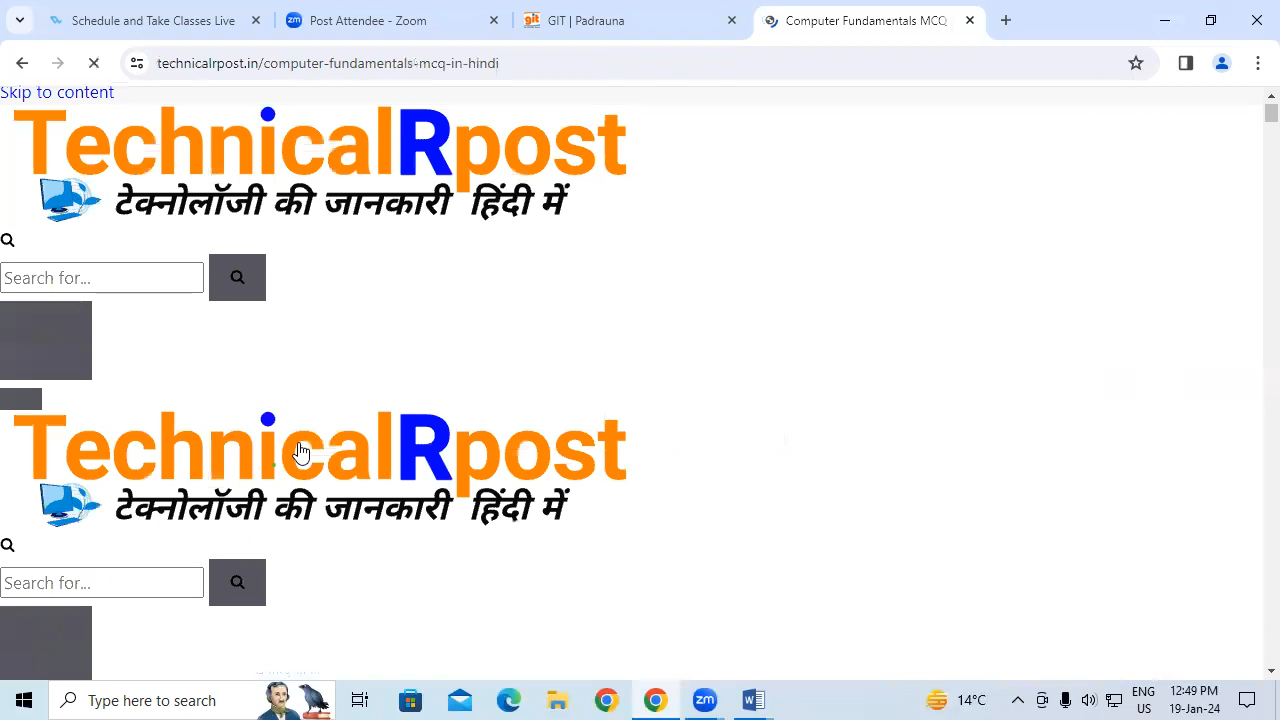 Schedule and Take Classes Live
Post Attendee - Zoom
GIT | Padrauna
Computer Fundamentals MCQ
technicalrpost.in/computer-fundamentals-mcq-in-hindi
Skip to content
TechnicalRpost
टेक्नोलॉजी की जानकारी हिंदी में
Search for...
TechnicalRpost
टेक्नोलॉजी की जानकारी हिंदी में
Search for...
Type here to search
14°C
ENG
US
12:49 PM
19-Jan-24